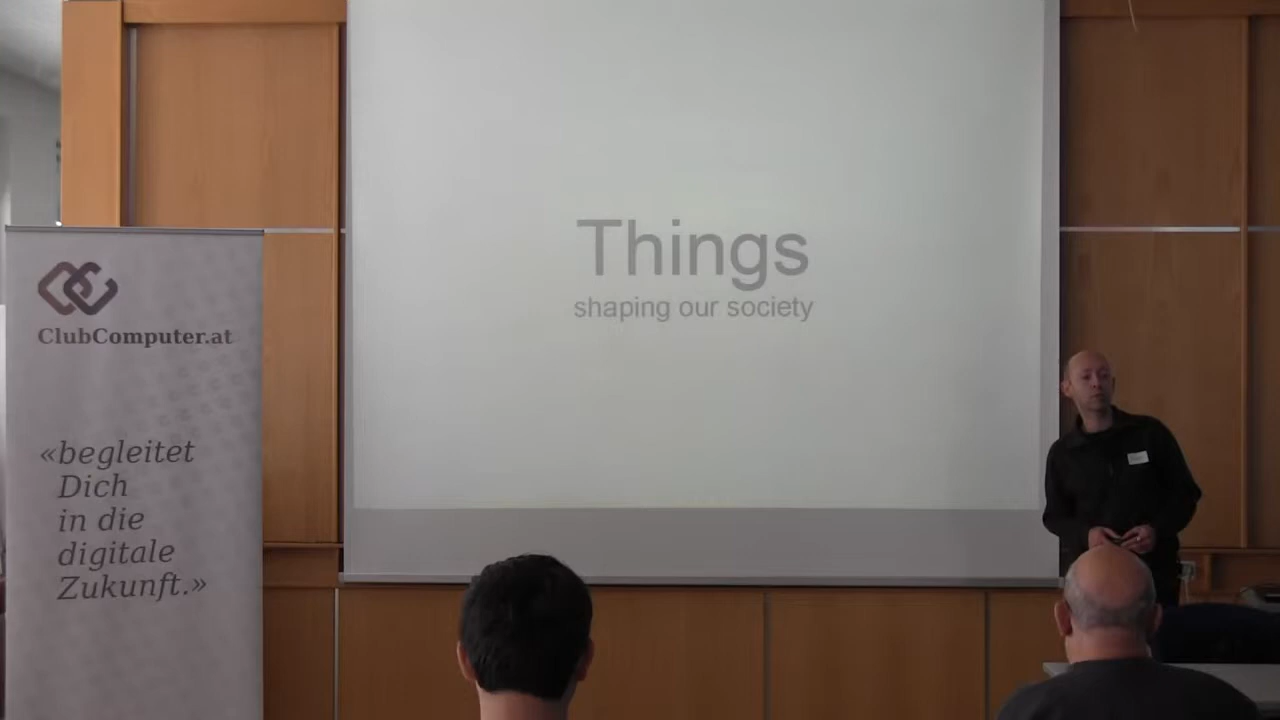 Things
shaping our society
ClubComputer.at
«begleitet
Dich
in die
digitale
Zukunft.»